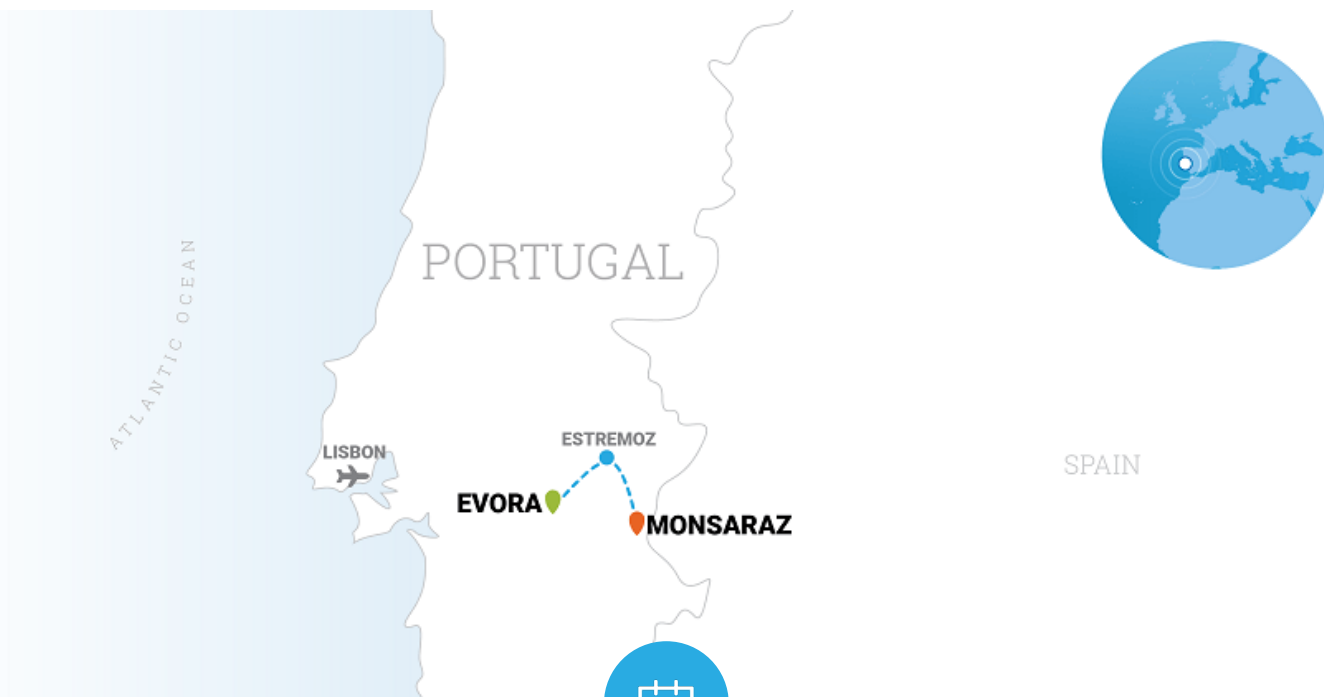 PORTUGAL
ATLANTIC OCEAN
ESTREMOZ
LISBON
SPAIN
EVORA
MONSARAZ